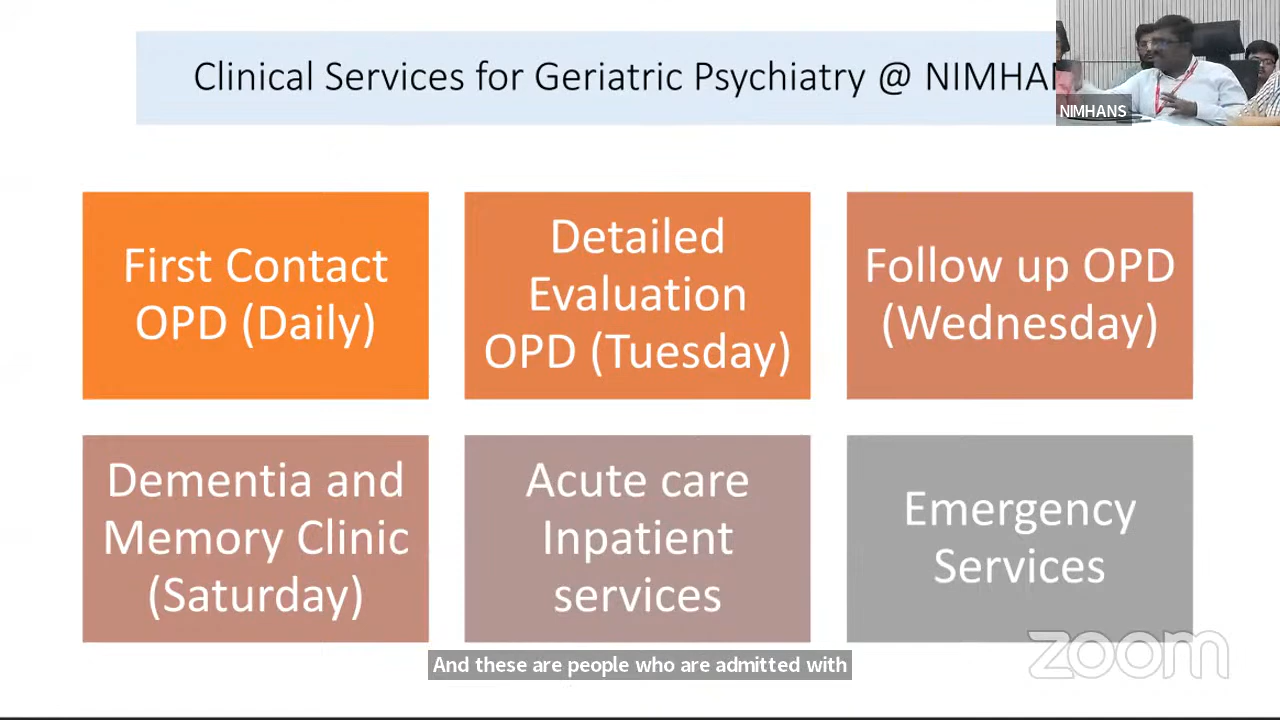 Clinical Services for Geriatric Psychiatry @ NIMHAN
NIMHANS
First Contact
OPD (Daily)
Detailed
Evaluation
OPD (Tuesday)
Follow up OPD
(Wednesday)
Dementia and
Memory Clinic
(Saturday)
Acute care
Inpatient
services
Emergency
Services
And these are people who are admitted with
zoom